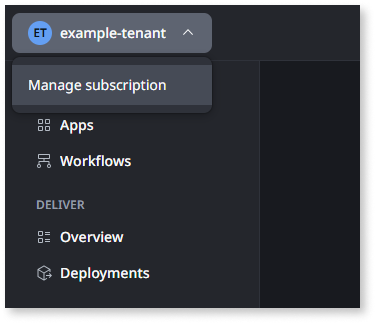 ET example-tenant
Manage subscription
Apps
Workflows
DELIVER
Overview
Deployments